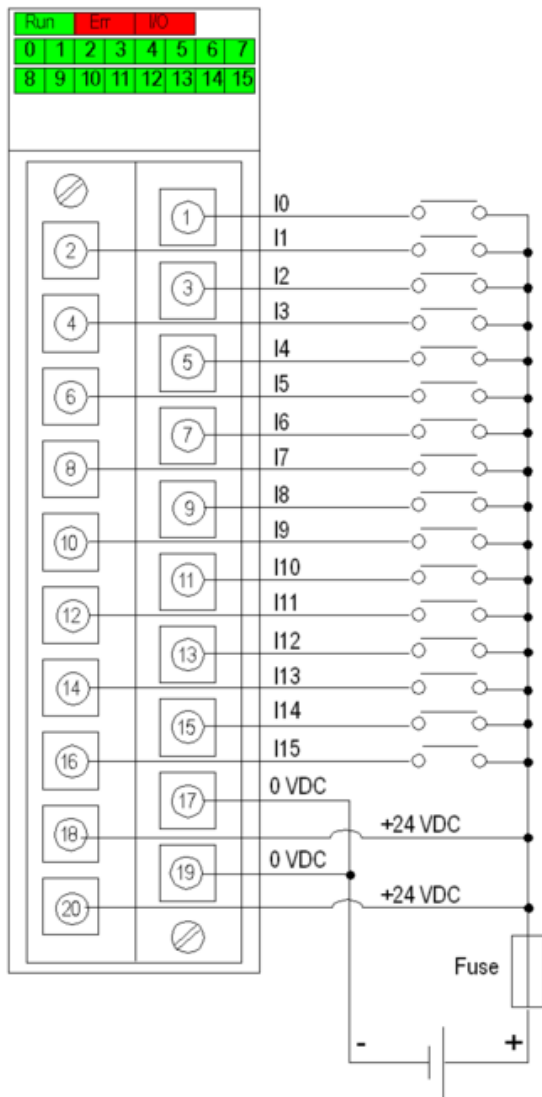 Run Err I/O
0 1 2 3 4 5 6 7
8 9 10 11 12 13 14 15
1 I0
2 I1
3 I2
4 I3
5 I4
6 I5
7 I6
8 I7
9 I8
10 I9
11 I10
12 I11
13 I12
14 I13
15 I14
16 I15
17 0 VDC
18 +24 VDC
19 0 VDC
20 +24 VDC
Fuse
- +